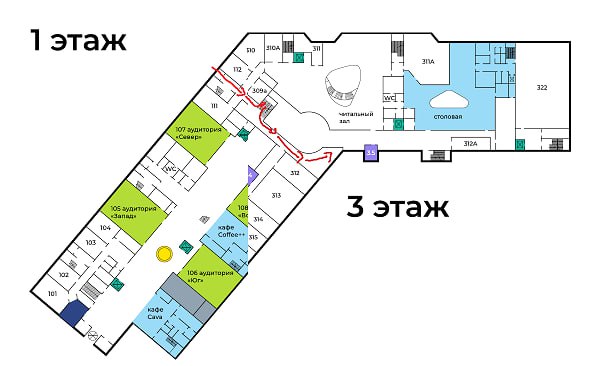 1 этаж
310
310А
311
112
309а
311А
322
111
WC
читальный
зал
столовая
107 аудитория
«Север»
312А
3.5
WC
312
3 этаж
313
105 аудитория
«Запад»
108
«Во
314
104
кафе
Coffee++
315
103
102
106 аудитория
«Юг»
101
кафе
Cava